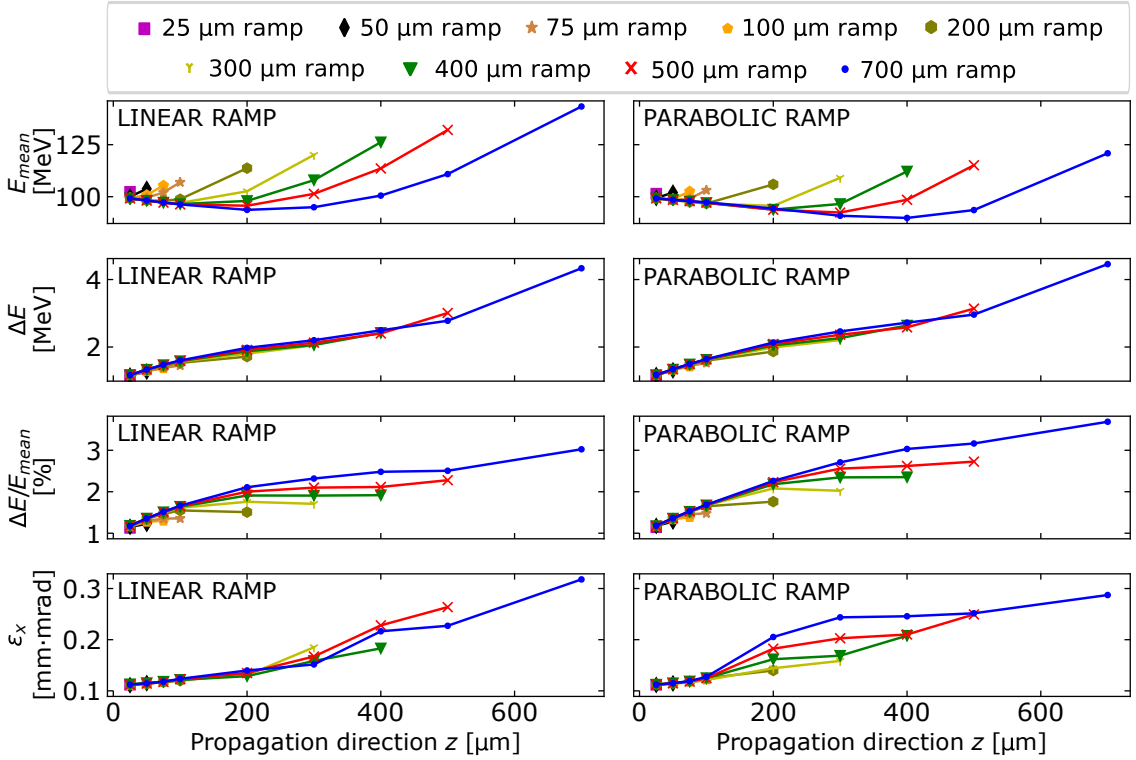 25 μm ramp 50 μm ramp 75 μm ramp 100 μm ramp 200 μm ramp
300 μm ramp 400 μm ramp 500 μm ramp 700 μm ramp
LINEAR RAMP
PARABOLIC RAMP
E_mean
[MeV]
125
100
LINEAR RAMP
PARABOLIC RAMP
ΔE
[MeV]
4
2
LINEAR RAMP
PARABOLIC RAMP
ΔE/E_mean
[%]
3
2
1
LINEAR RAMP
PARABOLIC RAMP
ε_x
[mm·mrad]
0.3
0.2
0.1
0 200 400 600
0 200 400 600
Propagation direction z [μm]
Propagation direction z [μm]